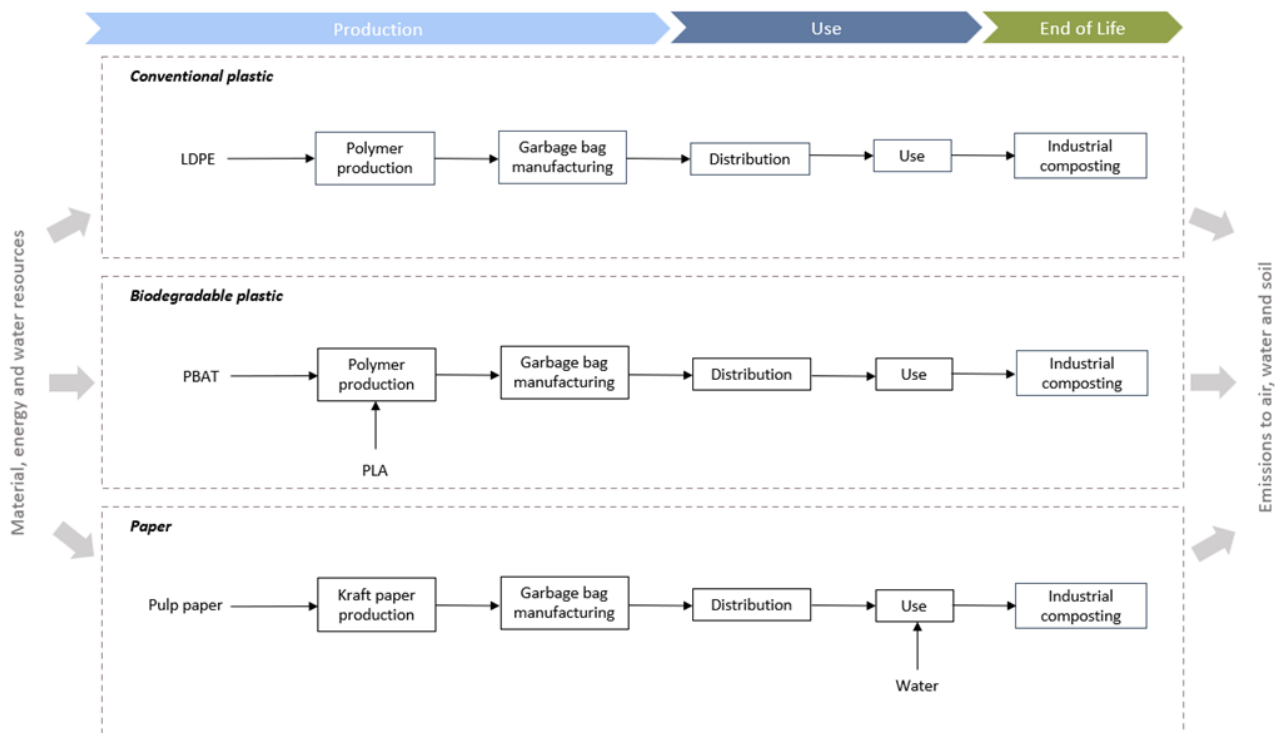 Production
Use
End of Life
Conventional plastic
LDPE
Polymer
production
Garbage bag
manufacturing
Distribution
Use
Industrial
composting
Biodegradable plastic
PBAT
Polymer
production
Garbage bag
manufacturing
Distribution
Use
Industrial
composting
PLA
Paper
Pulp paper
Kraft paper
production
Garbage bag
manufacturing
Distribution
Use
Industrial
composting
Water
Material, energy and water resources
Emissions to air, water and soil